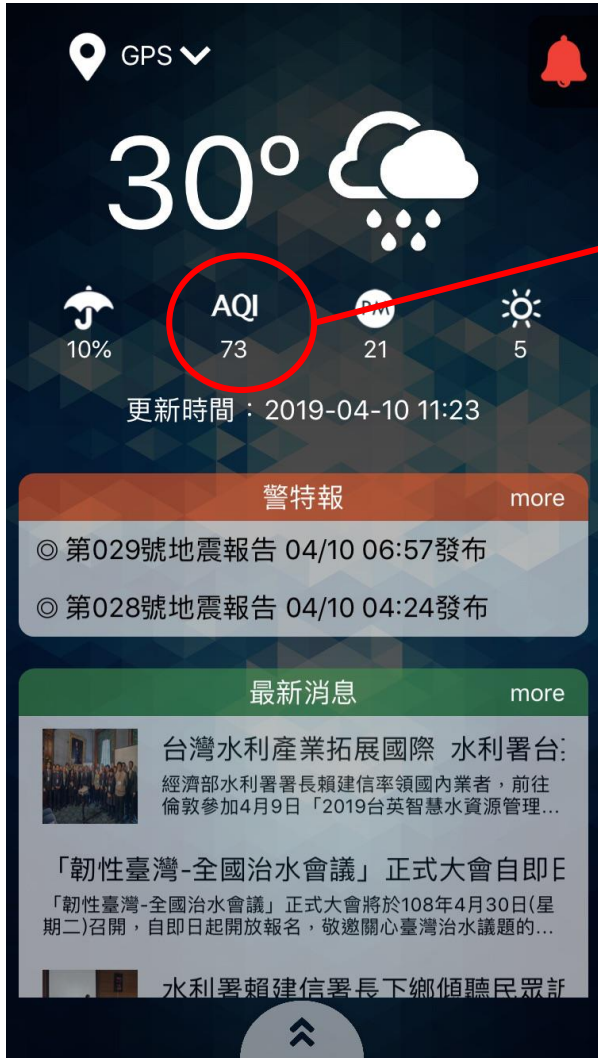 GPS
30°
AQI
PM
10%
73
21
5
更新時間：2019-04-10 11:23
警特報
more
◎ 第029號地震報告 04/10 06:57發布
◎ 第028號地震報告 04/10 04:24發布
最新消息
more
台灣水利產業拓展國際 水利署台
經濟部水利署署長賴建信率領國內業者，前往
倫敦參加4月9日「2019台英智慧水資源管理...
「韌性臺灣-全國治水會議」正式大會自即日
「韌性臺灣-全國治水會議」正式大會將於108年4月30日(星
期二)召開，自即日起開放報名，敬邀關心臺灣治水議題的...
水利署賴建信署長下鄉傾聽民眾訴